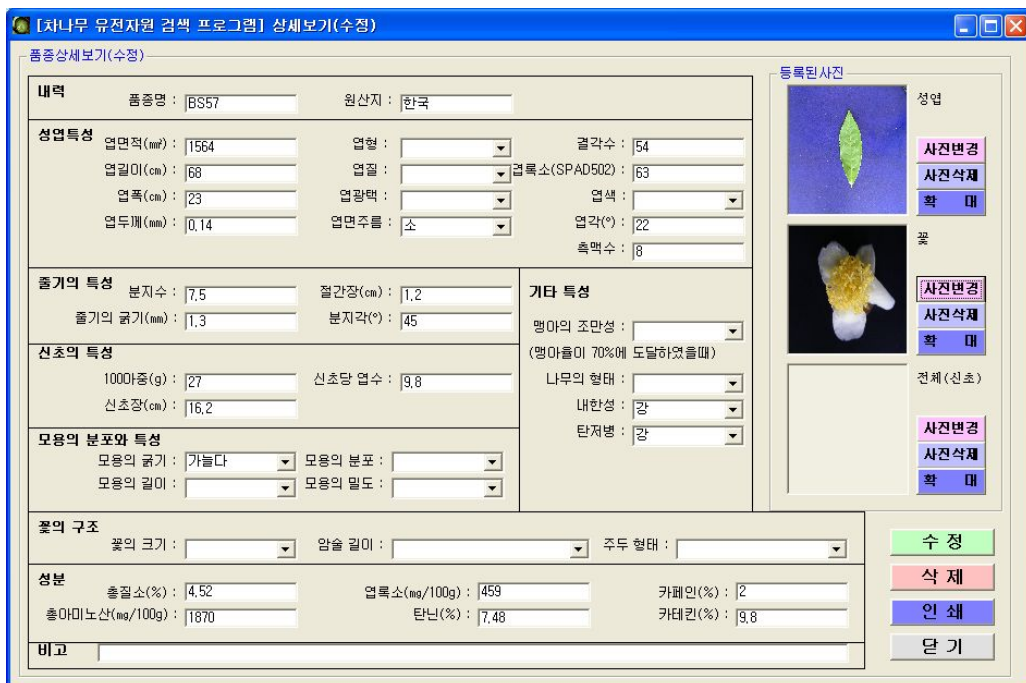 [차나무 유전자원 검색 프로그램] 상세보기(수정)
품종상세보기(수정)
내력
품종명 : BS57 원산지 : 한국
성엽특성
엽면적(㎟) : 1564 엽형 : 결각수 : 54
엽길이(cm) : 68 엽질 : 엽록소(SPAD502) : 63
엽폭(cm) : 23 엽광택 : 엽색 :
엽두께(mm) : 0,14 엽면주름 : 소 엽각(°) : 22
측맥수 : 8
줄기의 특성
분지수 : 7,5 절간장(cm) : 1,2
줄기의 굵기(mm) : 1,3 분지각(°) : 45
신초의 특성
100아중(g) : 27 신초당 엽수 : 9,8
신초장(cm) : 16,2
모용의 분포와 특성
모용의 굵기 : 가늘다 모용의 분포 :
모용의 길이 : 모용의 밀도 :
기타 특성
맹아의 조만성 :
(맹아율이 70%에 도달하였을때)
나무의 형태 :
내한성 : 강
탄저병 : 강
꽃의 구조
꽃의 크기 : 암술 길이 : 주두 형태 :
성분
총질소(%) : 4,52 엽록소(mg/100g) : 459 카페인(%) : 2
총아미노산(mg/100g) : 1870 탄닌(%) : 7,48 카테킨(%) : 9,8
비고
등록된사진
성엽
사진변경
사진삭제
확 대
꽃
사진변경
사진삭제
확 대
전체(신초)
사진변경
사진삭제
확 대
수 정
삭 제
인 쇄
닫 기